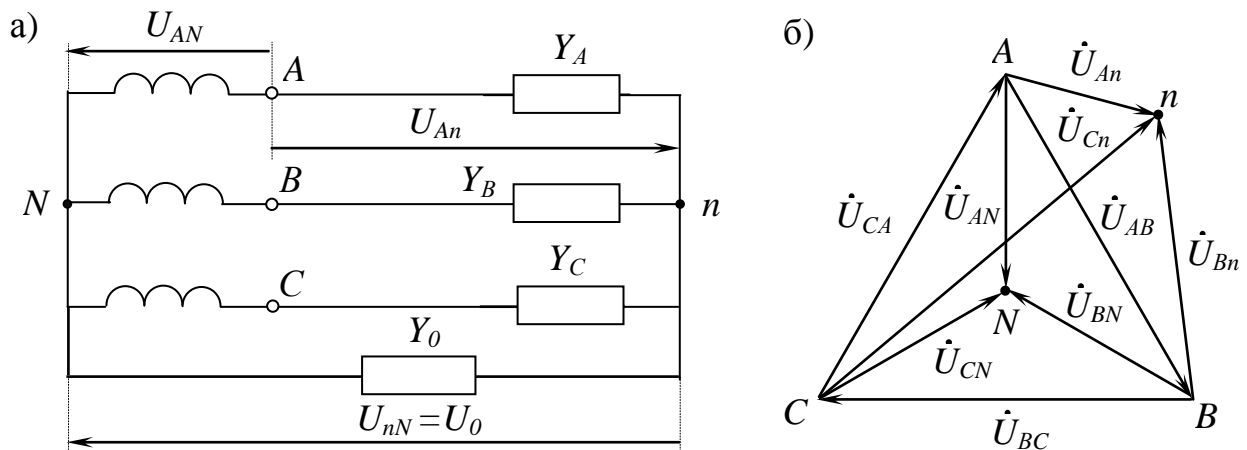 а)
U_AN
A
Y_A
U_An
N
B
Y_B
n
C
Y_C
Y_0
U_nN = U_0
б)
A
U̇_An
n
U̇_Cn
U̇_CA
U̇_AN
U̇_AB
U̇_Bn
N
U̇_BN
U̇_CN
C
B
U̇_BC